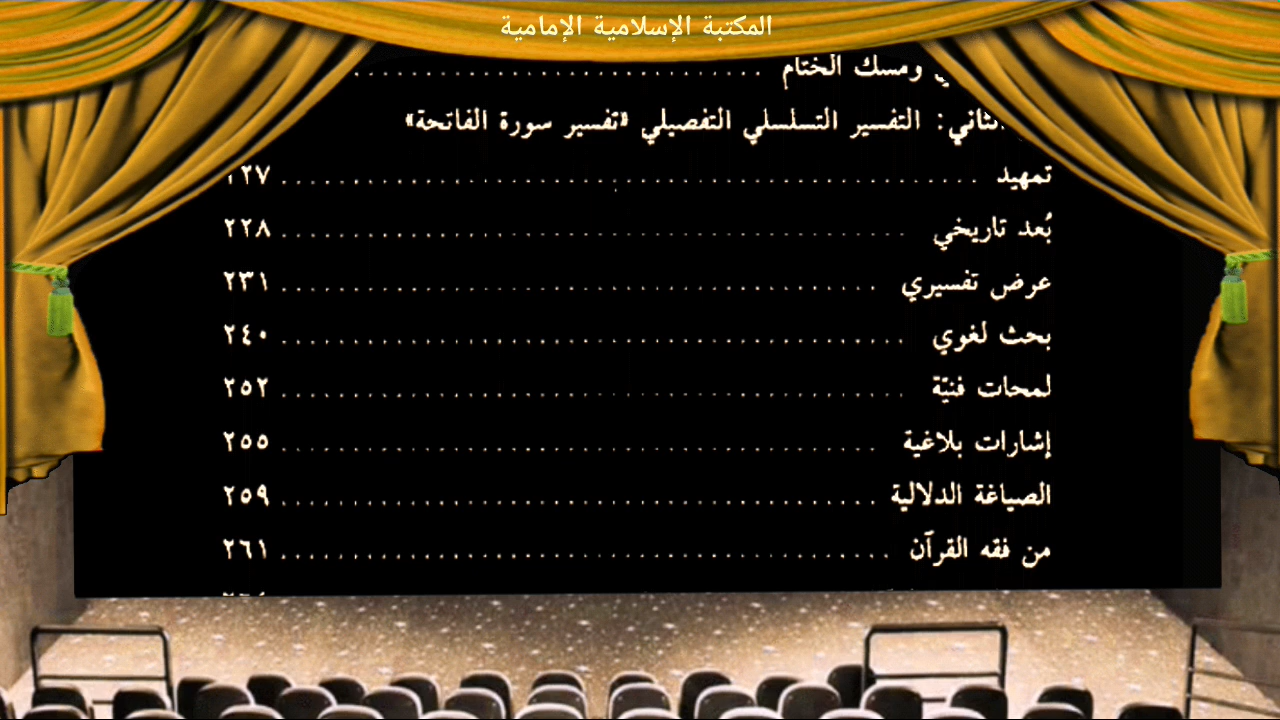 المكتبة الإسلامية الإمامية
ومسك الختام ........................
الثاني: التفسير التسلسلي التفصيلي «تفسير سورة الفاتحة»
تمهيد ........................ ٢٢٧
بُعد تاريخي ........................ ٢٢٨
عرض تفسيري ........................ ٢٣١
بحث لغوي ........................ ٢٤٠
لمحات فنيّة ........................ ٢٥٢
إشارات بلاغية ........................ ٢٥٥
الصياغة الدلالية ........................ ٢٥٩
من فقه القرآن ........................ ٢٦١